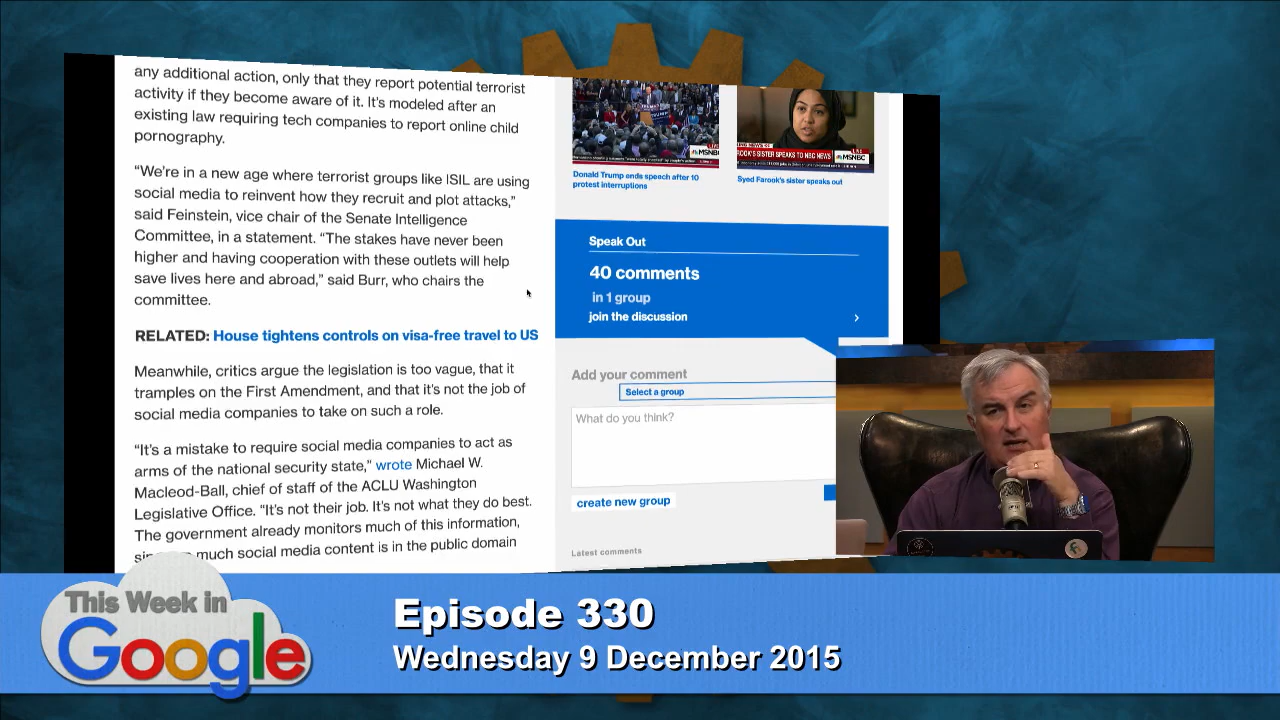 any additional action, only that they report potential terrorist
activity if they become aware of it. It's modeled after an
existing law requiring tech companies to report online child
pornography.
"We're in a new age where terrorist groups like ISIL are using
social media to reinvent how they recruit and plot attacks,"
said Feinstein, vice chair of the Senate Intelligence
Committee, in a statement. "The stakes have never been
higher and having cooperation with these outlets will help
save lives here and abroad," said Burr, who chairs the
committee.
RELATED: House tightens controls on visa-free travel to US
Meanwhile, critics argue the legislation is too vague, that it
tramples on the First Amendment, and that it's not the job of
social media companies to take on such a role.
"It's a mistake to require social media companies to act as
arms of the national security state," wrote Michael W.
Macleod-Ball, chief of staff of the ACLU Washington
Legislative Office. "It's not their job. It's not what they do best.
The government already monitors much of this information,
much social media content is in the public domain
TRUMP
MSNBC
Donald Trump ends speech after 10
protest interruptions
ROOK'S SISTER SPEAKS TO NBC NEWS
MSNBC
Syed Farook's sister speaks out
Speak Out
40 comments
in 1 group
join the discussion
Add your comment
Select a group
What do you think?
create new group
Latest comments
This Week in
Google
Episode 330
Wednesday 9 December 2015